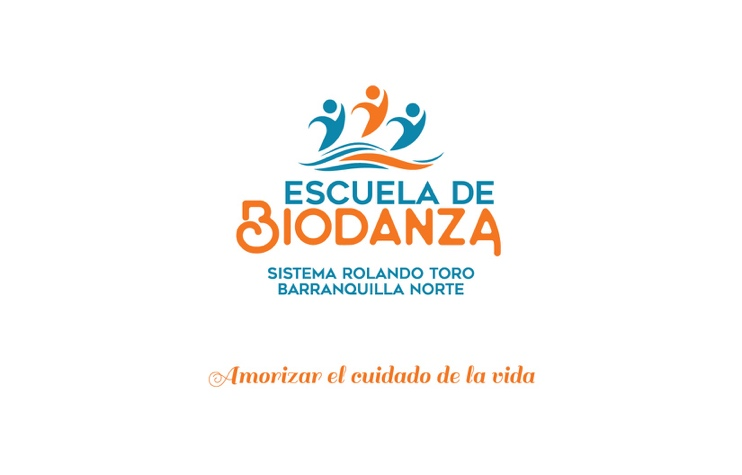 ESCUELA DE
BIODANZA
SISTEMA ROLANDO TORO
BARRANQUILLA NORTE
Amorizar el cuidado de la vida